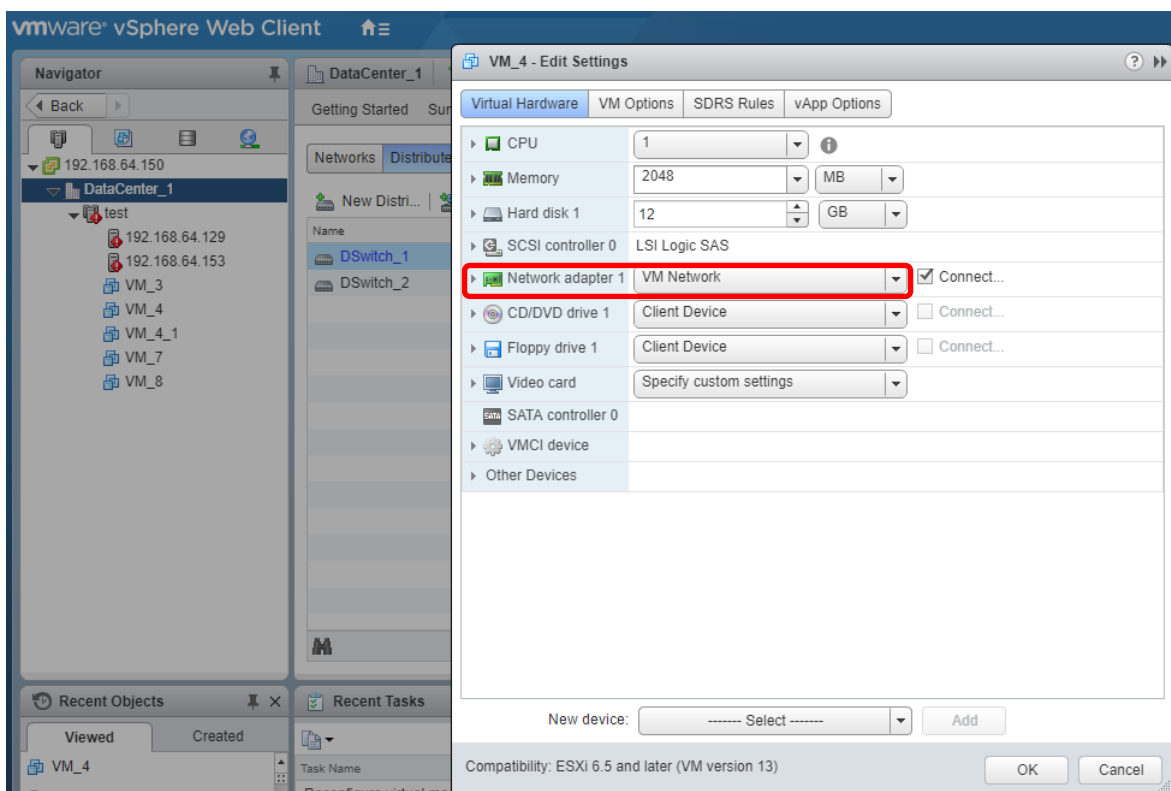 vmware® vSphere Web Client
Navigator
Back
192.168.64.150
DataCenter_1
test
192.168.64.129
192.168.64.153
VM_3
VM_4
VM_4_1
VM_7
VM_8
DataCenter_1
Getting Started Sur
Networks Distribute
New Distri...
Name
DSwitch_1
DSwitch_2
Recent Objects
Viewed Created
VM_4
Recent Tasks
Task Name
VM_4 - Edit Settings
Virtual Hardware VM Options SDRS Rules vApp Options
CPU 1
Memory 2048 MB
Hard disk 1 12 GB
SCSI controller 0 LSI Logic SAS
Network adapter 1 VM Network Connect...
CD/DVD drive 1 Client Device Connect...
Floppy drive 1 Client Device Connect...
Video card Specify custom settings
SATA SATA controller 0
VMCI device
Other Devices
New device: ------- Select ------- Add
Compatibility: ESXi 6.5 and later (VM version 13)
OK Cancel